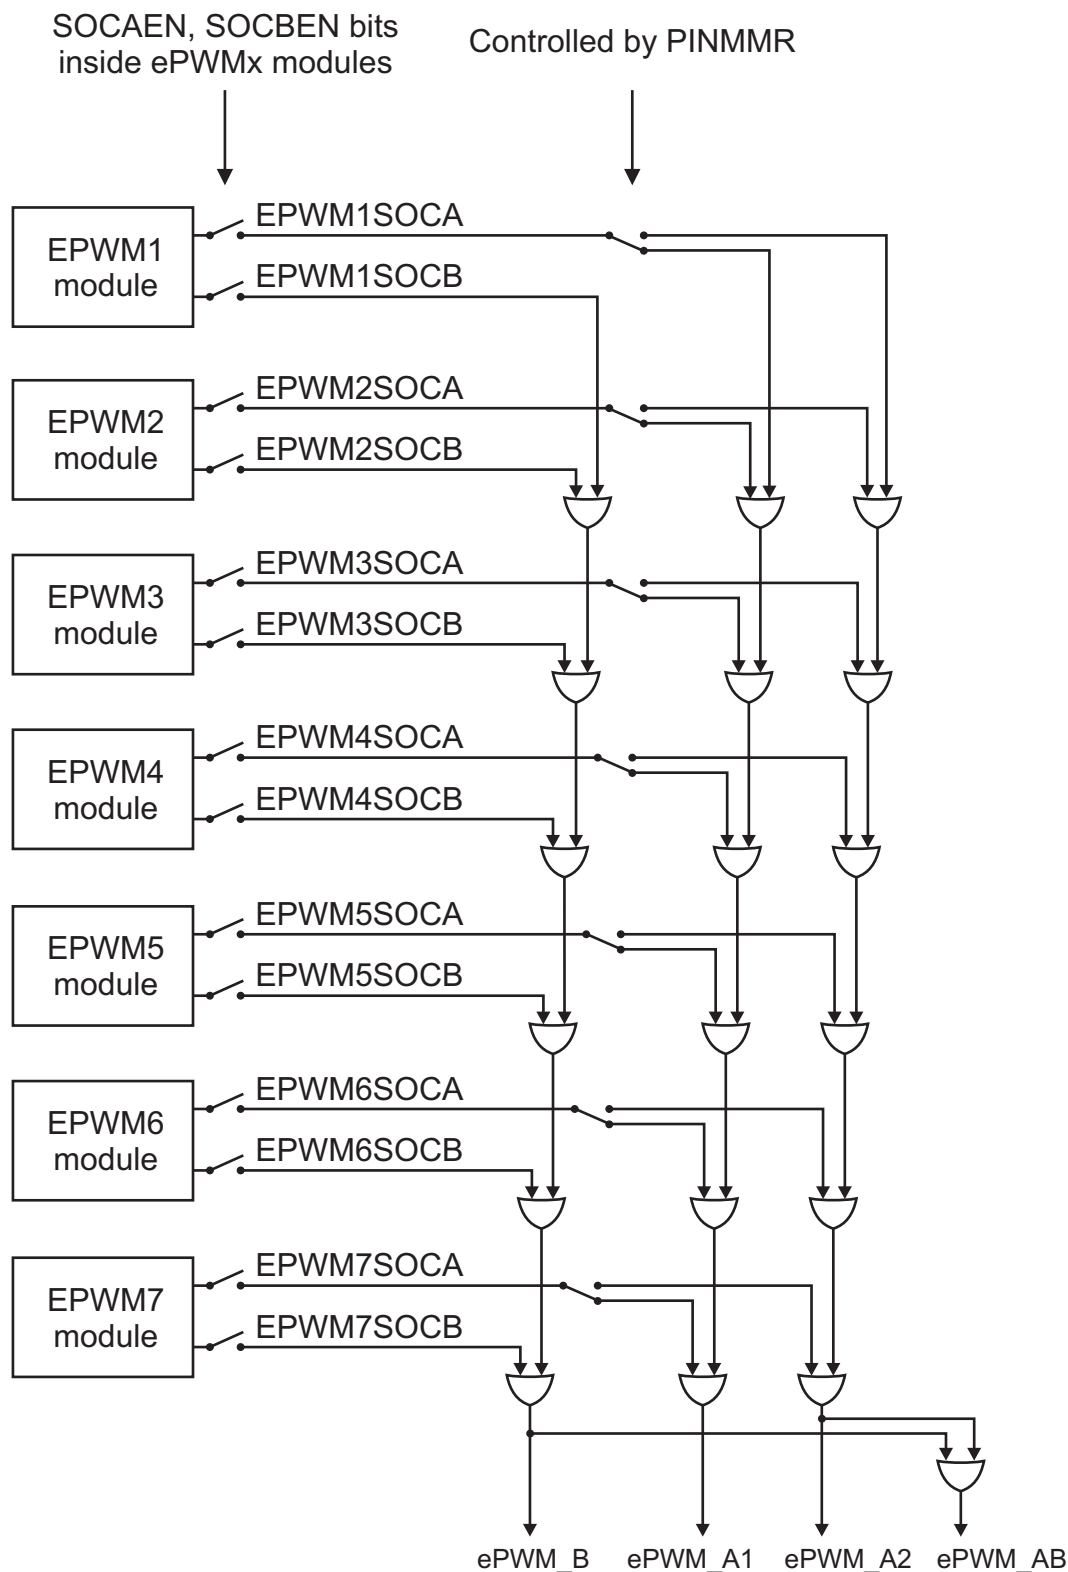 SOCAEN, SOCBEN bits
inside ePWMx modules
Controlled by PINMMR
EPWM1
module
EPWM1SOCA
EPWM1SOCB
EPWM2
module
EPWM2SOCA
EPWM2SOCB
EPWM3
module
EPWM3SOCA
EPWM3SOCB
EPWM4
module
EPWM4SOCA
EPWM4SOCB
EPWM5
module
EPWM5SOCA
EPWM5SOCB
EPWM6
module
EPWM6SOCA
EPWM6SOCB
EPWM7
module
EPWM7SOCA
EPWM7SOCB
ePWM_B
ePWM_A1
ePWM_A2
ePWM_AB